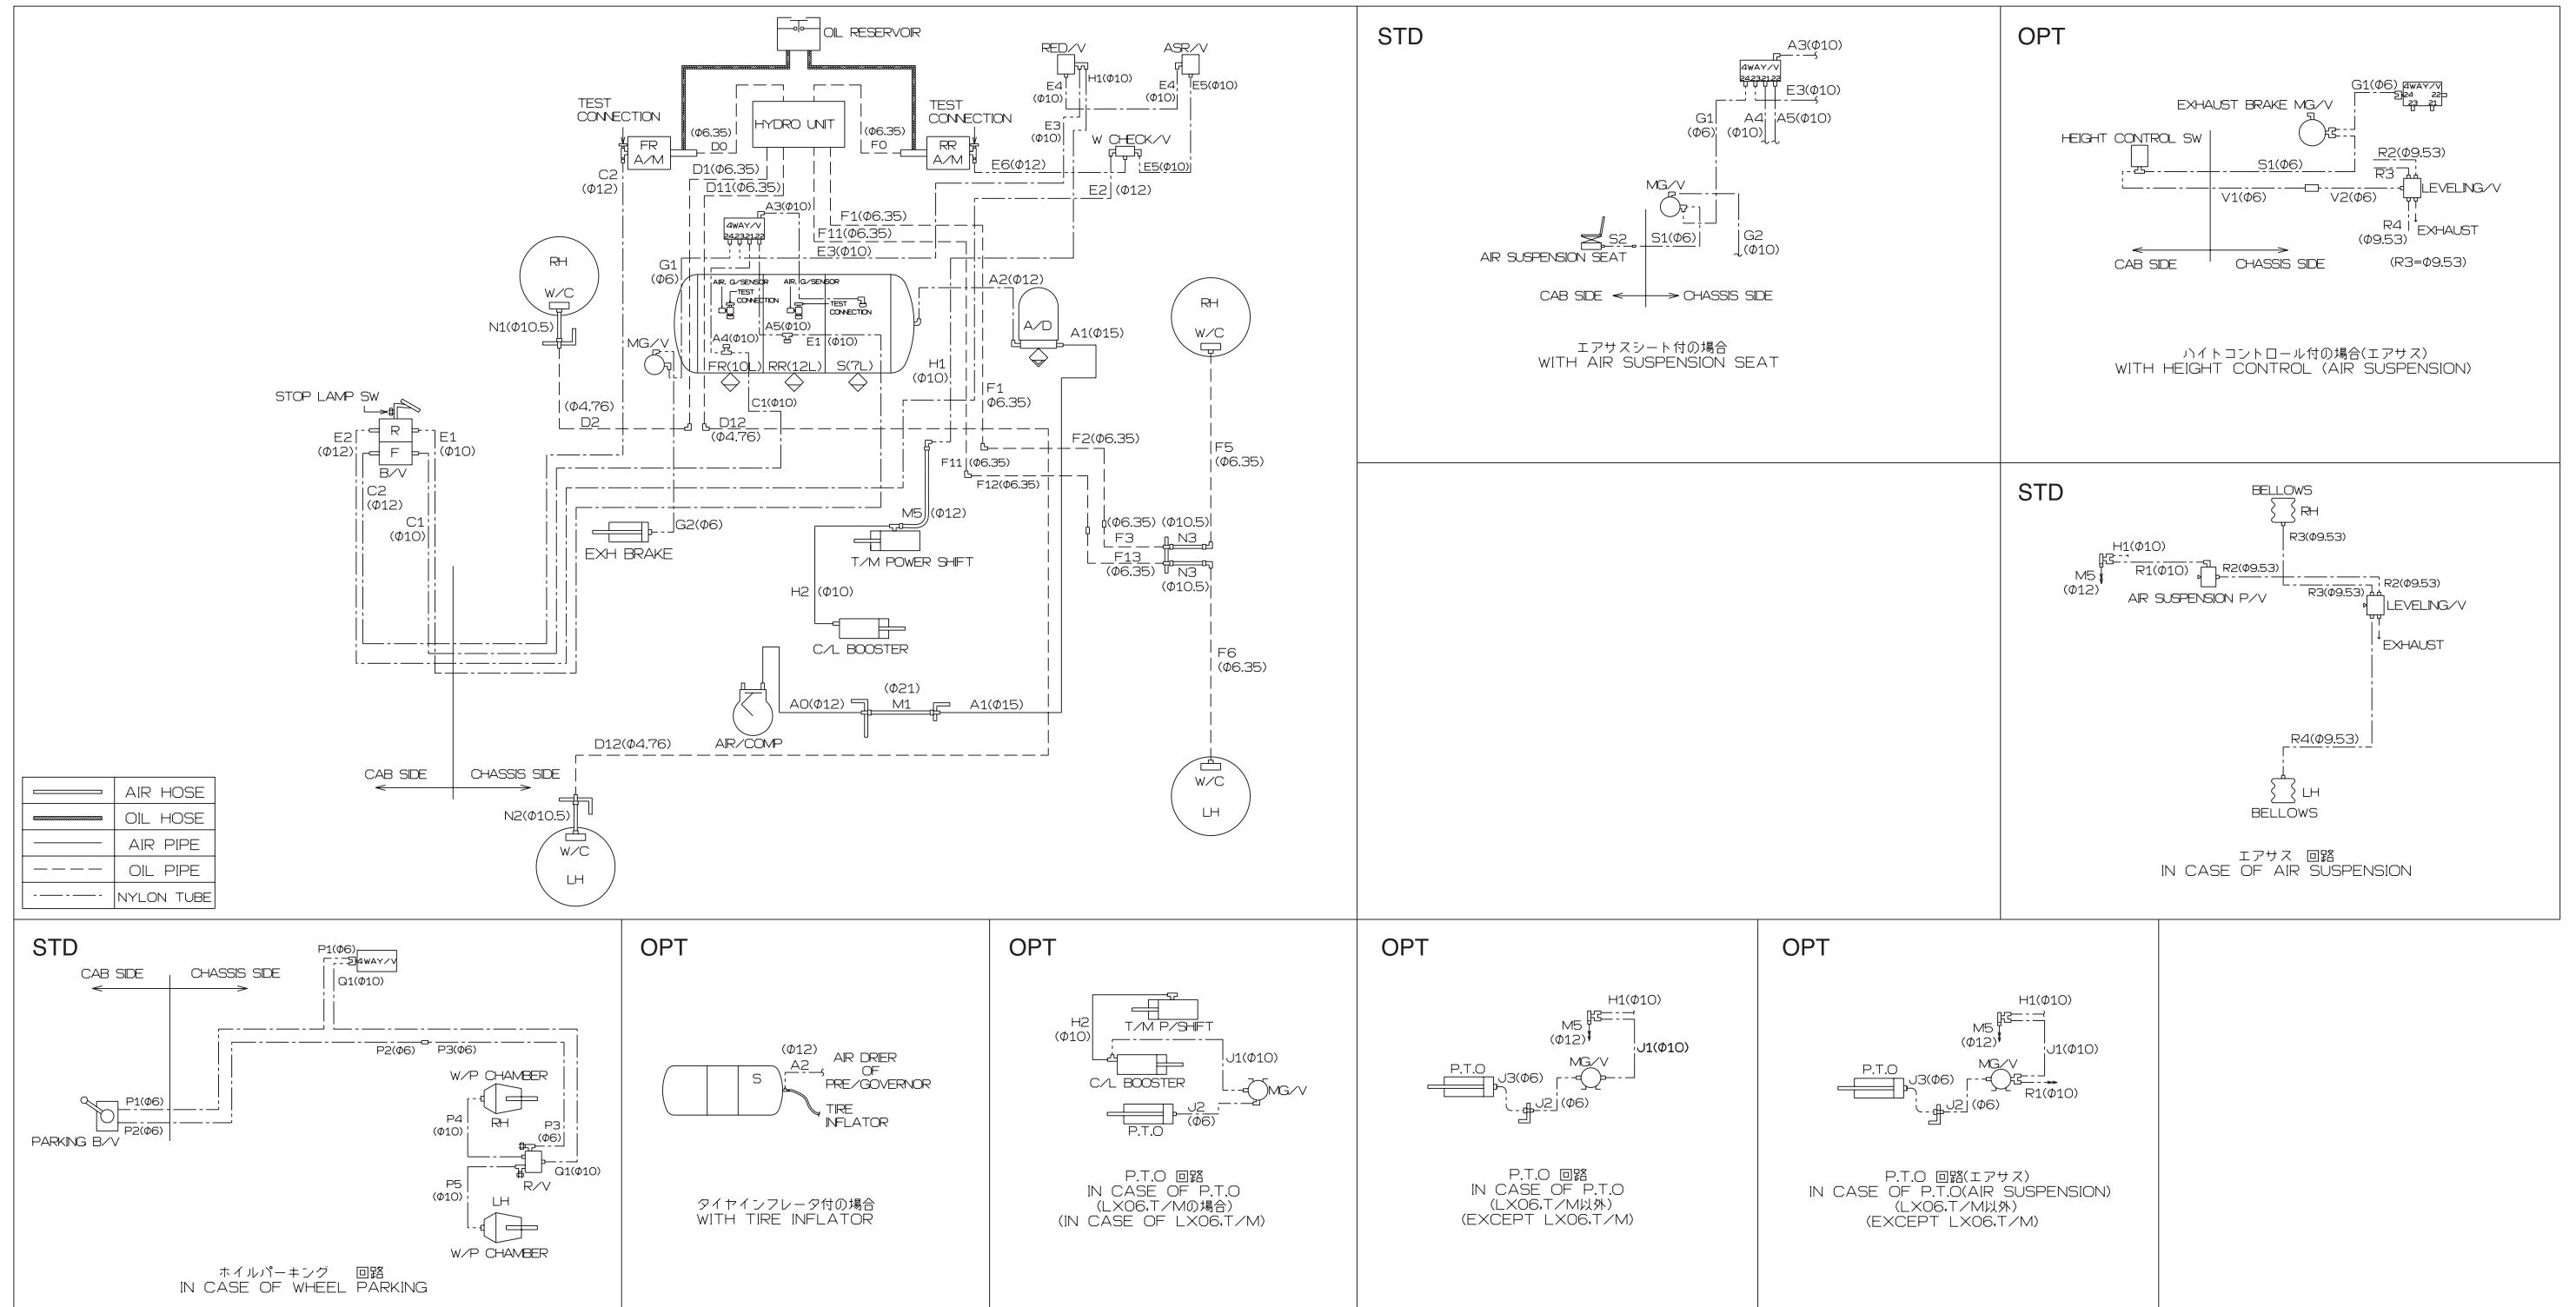 OIL RESERVOIR
RED/V
ASR/V
H1(Φ10)
E4
(Φ10)
E4
(Φ10)
E5(Φ10)
TEST
CONNECTION
TEST
CONNECTION
HYDRO UNIT
(Φ6.35)
D0
(Φ6.35)
F0
FR
A/M
RR
A/M
E3
(Φ10)
W CHECK/V
C2
(Φ12)
D1(Φ6.35)
D11(Φ6.35)
E6(Φ12)
E5(Φ10)
E2 (Φ12)
A3(Φ10)
4WAY/V
24 23 21 22
F1(Φ6.35)
F11(Φ6.35)
E3(Φ10)
RH
W/C
N1(Φ10.5)
G1
(Φ6)
AIR, G/SENSOR
AIR, G/SENSOR
TEST
CONNECTION
TEST
CONNECTION
A2(Φ12)
A/D
A1(Φ15)
RH
W/C
A5(Φ10)
A4(Φ10)
E1 (Φ10)
MG/V
FR(10L)
RR(12L)
S(7L)
H1
(Φ10)
F1
Φ6.35)
C1(Φ10)
STOP LAMP SW
(Φ4.76)
D2
D12
(Φ4.76)
E2
(Φ12)
R
F
B/V
E1
(Φ10)
F2(Φ6.35)
F11 (Φ6.35)
F12(Φ6.35)
F5
(Φ6.35)
C2
(Φ12)
C1
(Φ10)
G2(Φ6)
EXH BRAKE
M5 (Φ12)
T/M POWER SHIFT
(Φ6.35)
F3
F13
(Φ6.35)
(Φ10.5)
N3
N3
(Φ10.5)
H2 (Φ10)
C/L BOOSTER
F6
(Φ6.35)
A0(Φ12)
(Φ21)
M1
A1(Φ15)
AIR/COMP
D12(Φ4.76)
CAB SIDE
CHASSIS SIDE
N2(Φ10.5)
W/C
LH
W/C
LH
AIR HOSE
OIL HOSE
AIR PIPE
OIL PIPE
NYLON TUBE
STD
A3(Φ10)
4WAY/V
24 23 21 22
E3(Φ10)
G1
(Φ6)
A4
(Φ10)
A5(Φ10)
MG/V
S2
S1(Φ6)
G2
(Φ10)
AIR SUSPENSION SEAT
CAB SIDE
CHASSIS SIDE
エアサスシート付の場合
WITH AIR SUSPENSION SEAT
OPT
G1(Φ6)
4WAY/V
24 22
23 21
EXHAUST BRAKE MG/V
HEIGHT CONTROL SW
S1(Φ6)
R2(Φ9.53)
R3
LEVELING/V
V1(Φ6)
V2(Φ6)
R4
(Φ9.53)
EXHAUST
CAB SIDE
CHASSIS SIDE
(R3=Φ9.53)
ハイトコントロール付の場合(エアサス)
WITH HEIGHT CONTROL (AIR SUSPENSION)
STD
BELLOWS
RH
R3(Φ9.53)
H1(Φ10)
M5
(Φ12)
R1(Φ10)
R2(Φ9.53)
R2(Φ9.53)
R3(Φ9.53)
AIR SUSPENSION P/V
LEVELING/V
EXHAUST
R4(Φ9.53)
LH
BELLOWS
エアサス 回路
IN CASE OF AIR SUSPENSION
STD
P1(Φ6)
4WAY/V
CAB SIDE
CHASSIS SIDE
Q1(Φ10)
P2(Φ6)
P3(Φ6)
W/P CHAMBER
RH
P1(Φ6)
P2(Φ6)
PARKING B/V
P4
(Φ10)
P3
(Φ6)
Q1(Φ10)
R/V
P5
(Φ10)
LH
W/P CHAMBER
ホイルパーキング 回路
IN CASE OF WHEEL PARKING
OPT
(Φ12)
A2
AIR DRIER
OF
PRE/GOVERNOR
S
TIRE
INFLATOR
タイヤインフレータ付の場合
WITH TIRE INFLATOR
OPT
H2
(Φ10)
T/M P/SHIFT
C/L BOOSTER
J1(Φ10)
MG/V
J2
(Φ6)
P.T.O
P.T.O 回路
IN CASE OF P.T.O
(LX06,T/Mの場合)
(IN CASE OF LX06,T/M)
OPT
H1(Φ10)
M5
(Φ12)
J1(Φ10)
MG/V
P.T.O
J3(Φ6)
J2 (Φ6)
P.T.O 回路
IN CASE OF P.T.O
(LX06,T/M以外)
(EXCEPT LX06,T/M)
OPT
H1(Φ10)
M5
(Φ12)
J1(Φ10)
MG/V
P.T.O
J3(Φ6)
J2 (Φ6)
R1(Φ10)
P.T.O 回路(エアサス)
IN CASE OF P.T.O(AIR SUSPENSION)
(LX06,T/M以外)
(EXCEPT LX06,T/M)